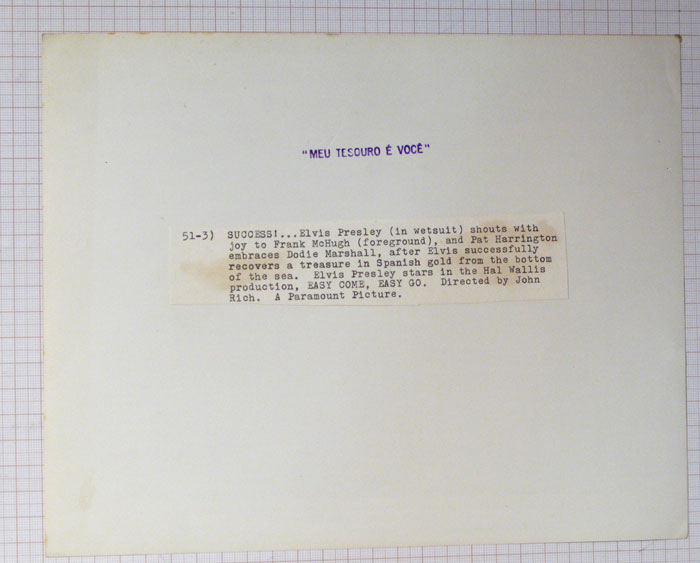 "MEU TESOURO É VOCÊ"
51-3) SUCCESS!...Elvis Presley (in wetsuit) shouts with
joy to Frank McHugh (foreground), and Pat Harrington
embraces Dodie Marshall, after Elvis successfully
recovers a treasure in Spanish gold from the bottom
of the sea. Elvis Presley stars in the Hal Wallis
production, EASY COME, EASY GO. Directed by John
Rich. A Paramount Picture.